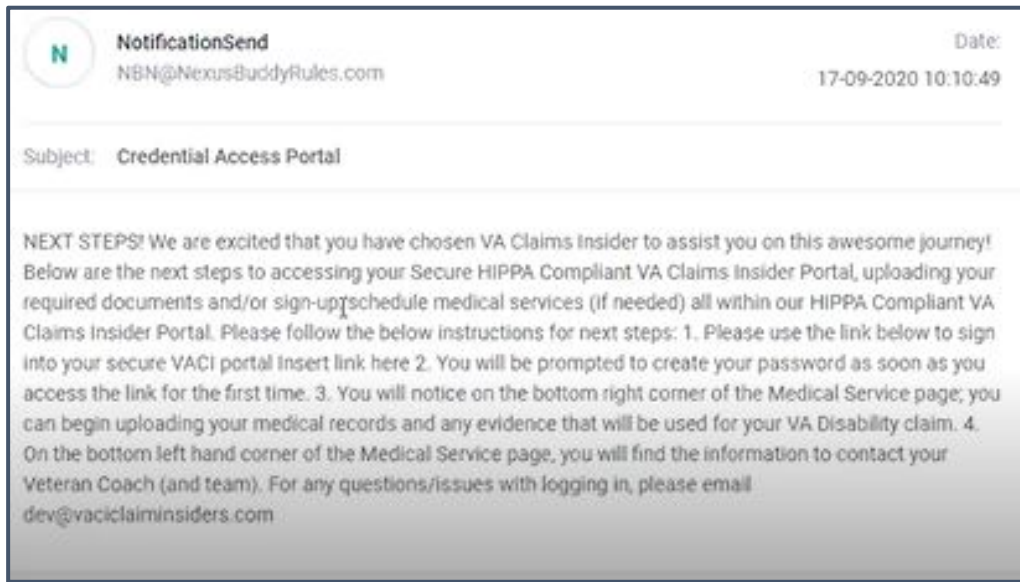 N
NotificationSend
Date:
NBN@NexusBuddyRules.com
17-09-2020 10:10:49
Subject: Credential Access Portal
NEXT STEPS! We are excited that you have chosen VA Claims Insider to assist you on this awesome journey!
Below are the next steps to accessing your Secure HIPPA Compliant VA Claims Insider Portal, uploading your
required documents and/or sign-up/schedule medical services (if needed) all within our HIPPA Compliant VA
Claims Insider Portal. Please follow the below instructions for next steps: 1. Please use the link below to sign
into your secure VACI portal Insert link here 2. You will be prompted to create your password as soon as you
access the link for the first time. 3. You will notice on the bottom right corner of the Medical Service page; you
can begin uploading your medical records and any evidence that will be used for your VA Disability claim. 4.
On the bottom left hand corner of the Medical Service page, you will find the information to contact your
Veteran Coach (and team). For any questions/issues with logging in, please email
dev@vaciclaiminsiders.com